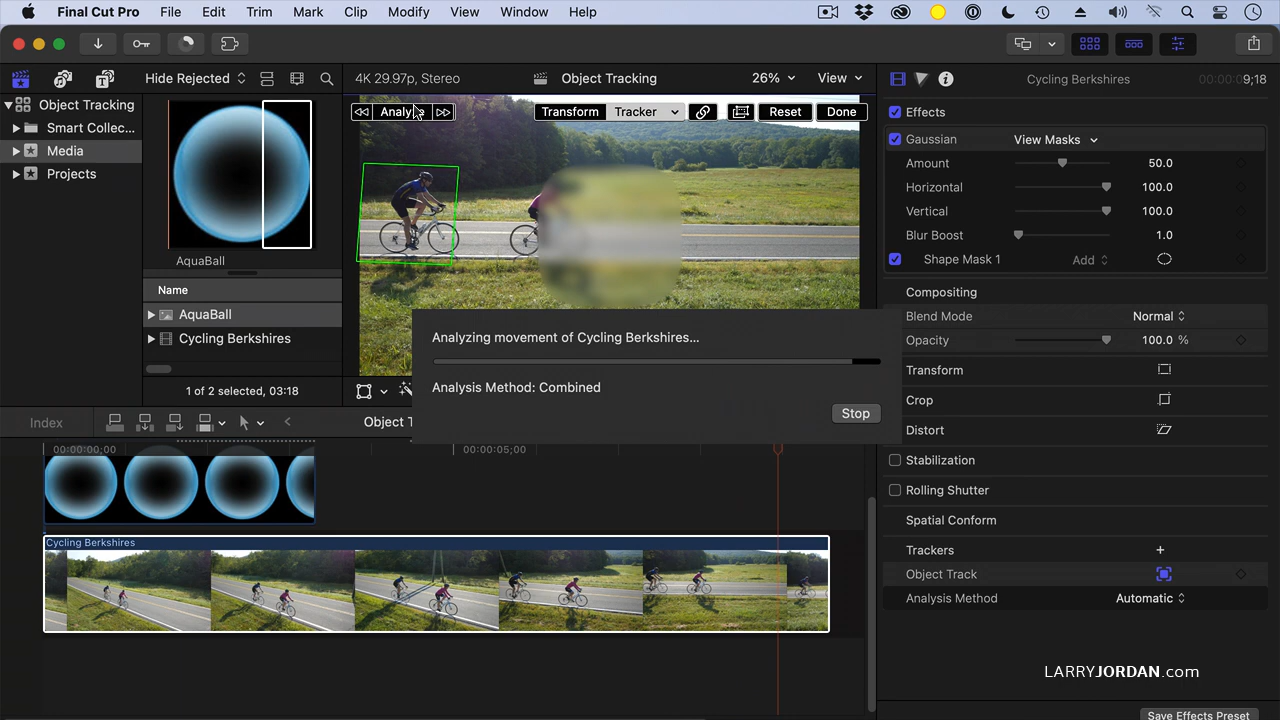 Final Cut Pro File Edit Trim Mark Clip Modify View Window Help
Hide Rejected
4K 29.97p, Stereo Object Tracking 26% View
Cycling Berkshires 00:00:09;18
Object Tracking
Smart Collec...
Media
Projects
AquaBall
Name
AquaBall
Cycling Berkshires
1 of 2 selected, 03:18
Transform Tracker Reset Done
Analyzing movement of Cycling Berkshires...
Analysis Method: Combined
Stop
Effects
Gaussian View Masks
Amount 50.0
Horizontal 100.0
Vertical 100.0
Blur Boost 1.0
Shape Mask 1 Add
Compositing
Blend Mode Normal
Opacity 100.0 %
Transform
Crop
Distort
Stabilization
Rolling Shutter
Spatial Conform
Trackers +
Object Track
Analysis Method Automatic
Index
Object T
00:00:00;00 00:00:05;00
Cycling Berkshires
LARRYJORDAN.com
Save Effects Preset